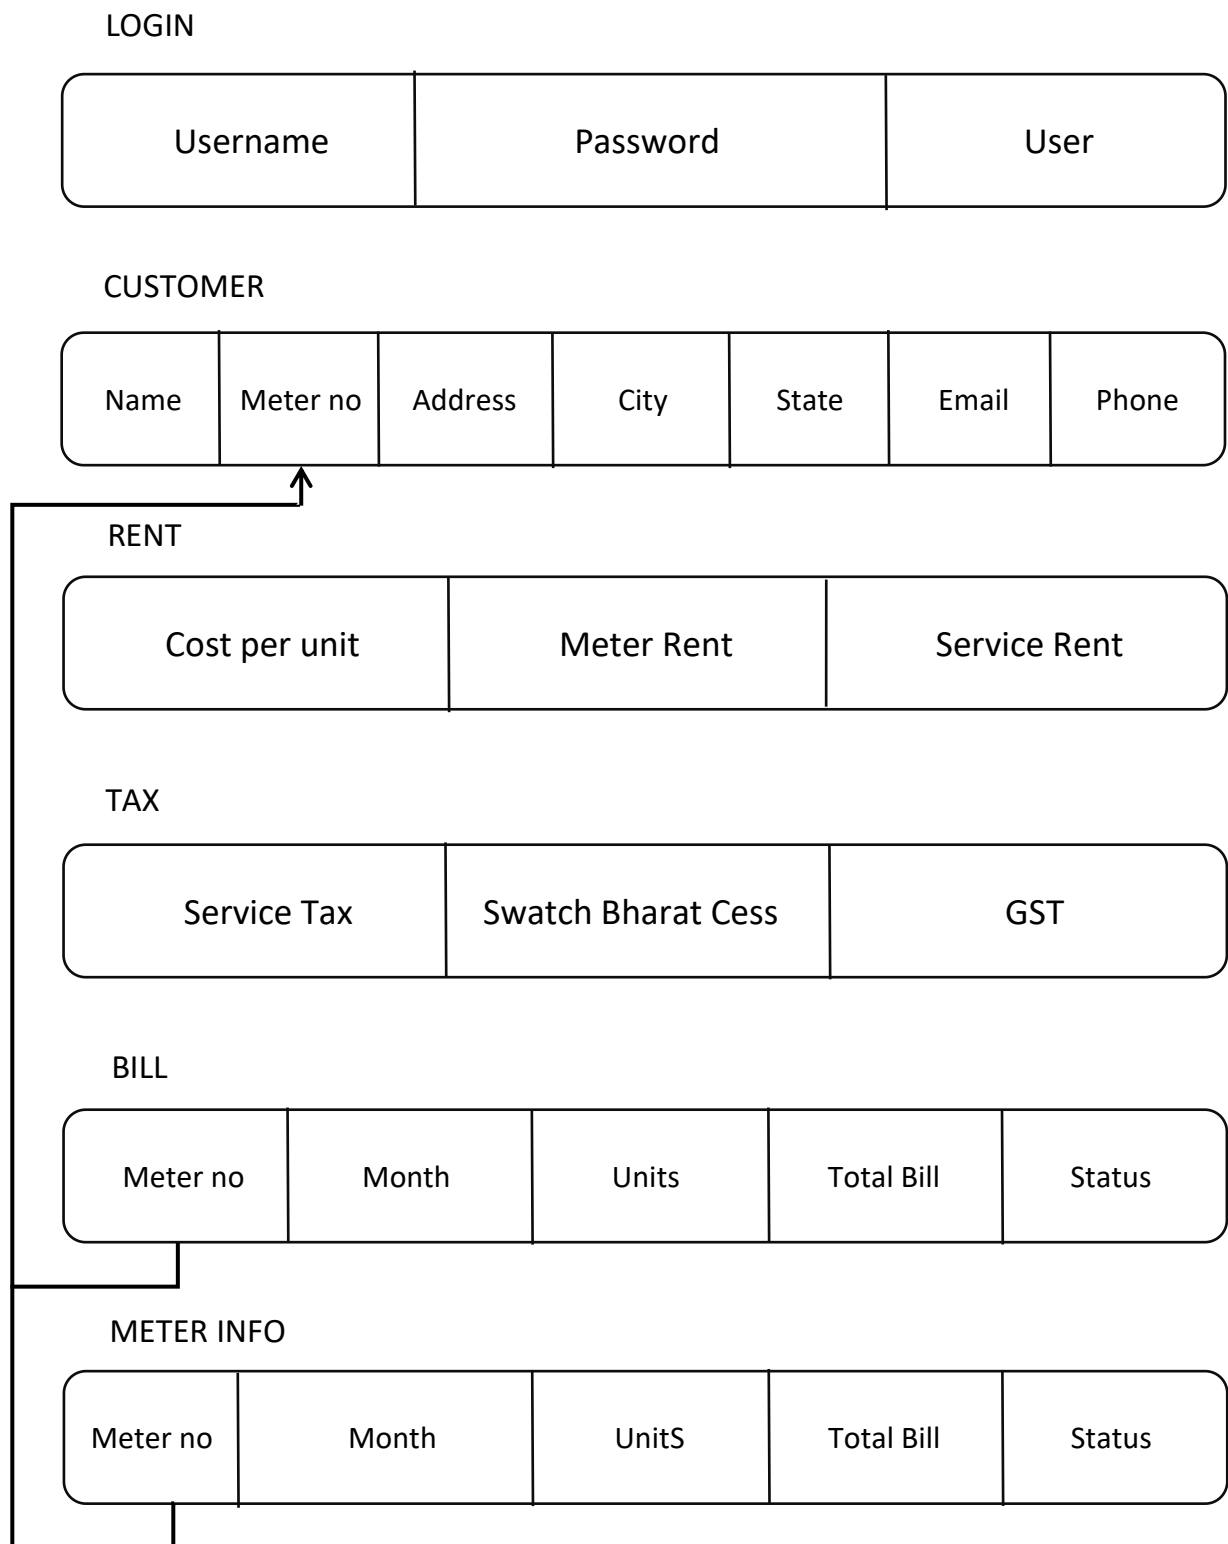 LOGIN
Username Password User
CUSTOMER
Name Meter no Address City State Email Phone
RENT
Cost per unit Meter Rent Service Rent
TAX
Service Tax Swatch Bharat Cess GST
BILL
Meter no Month Units Total Bill Status
METER INFO
Meter no Month UnitS Total Bill Status